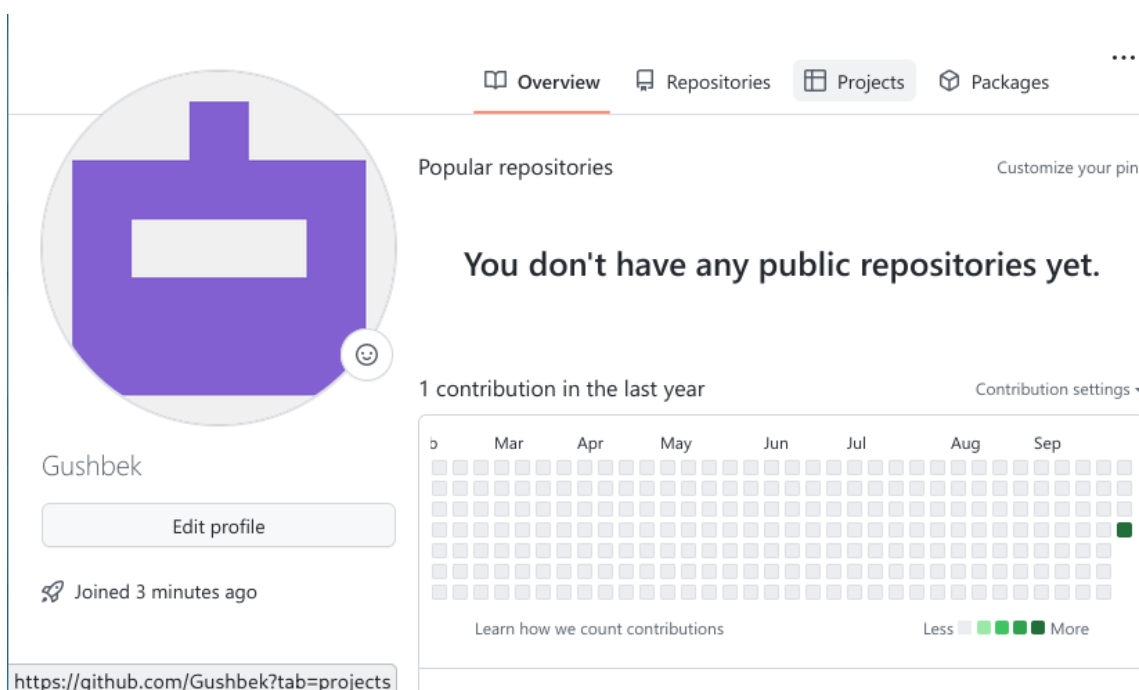 Overview Repositories Projects Packages
Popular repositories Customize your pin
You don't have any public repositories yet.
1 contribution in the last year Contribution settings
b Mar Apr May Jun Jul Aug Sep
Learn how we count contributions Less More
Gushbek
Edit profile
Joined 3 minutes ago
https://github.com/Gushbek?tab=projects